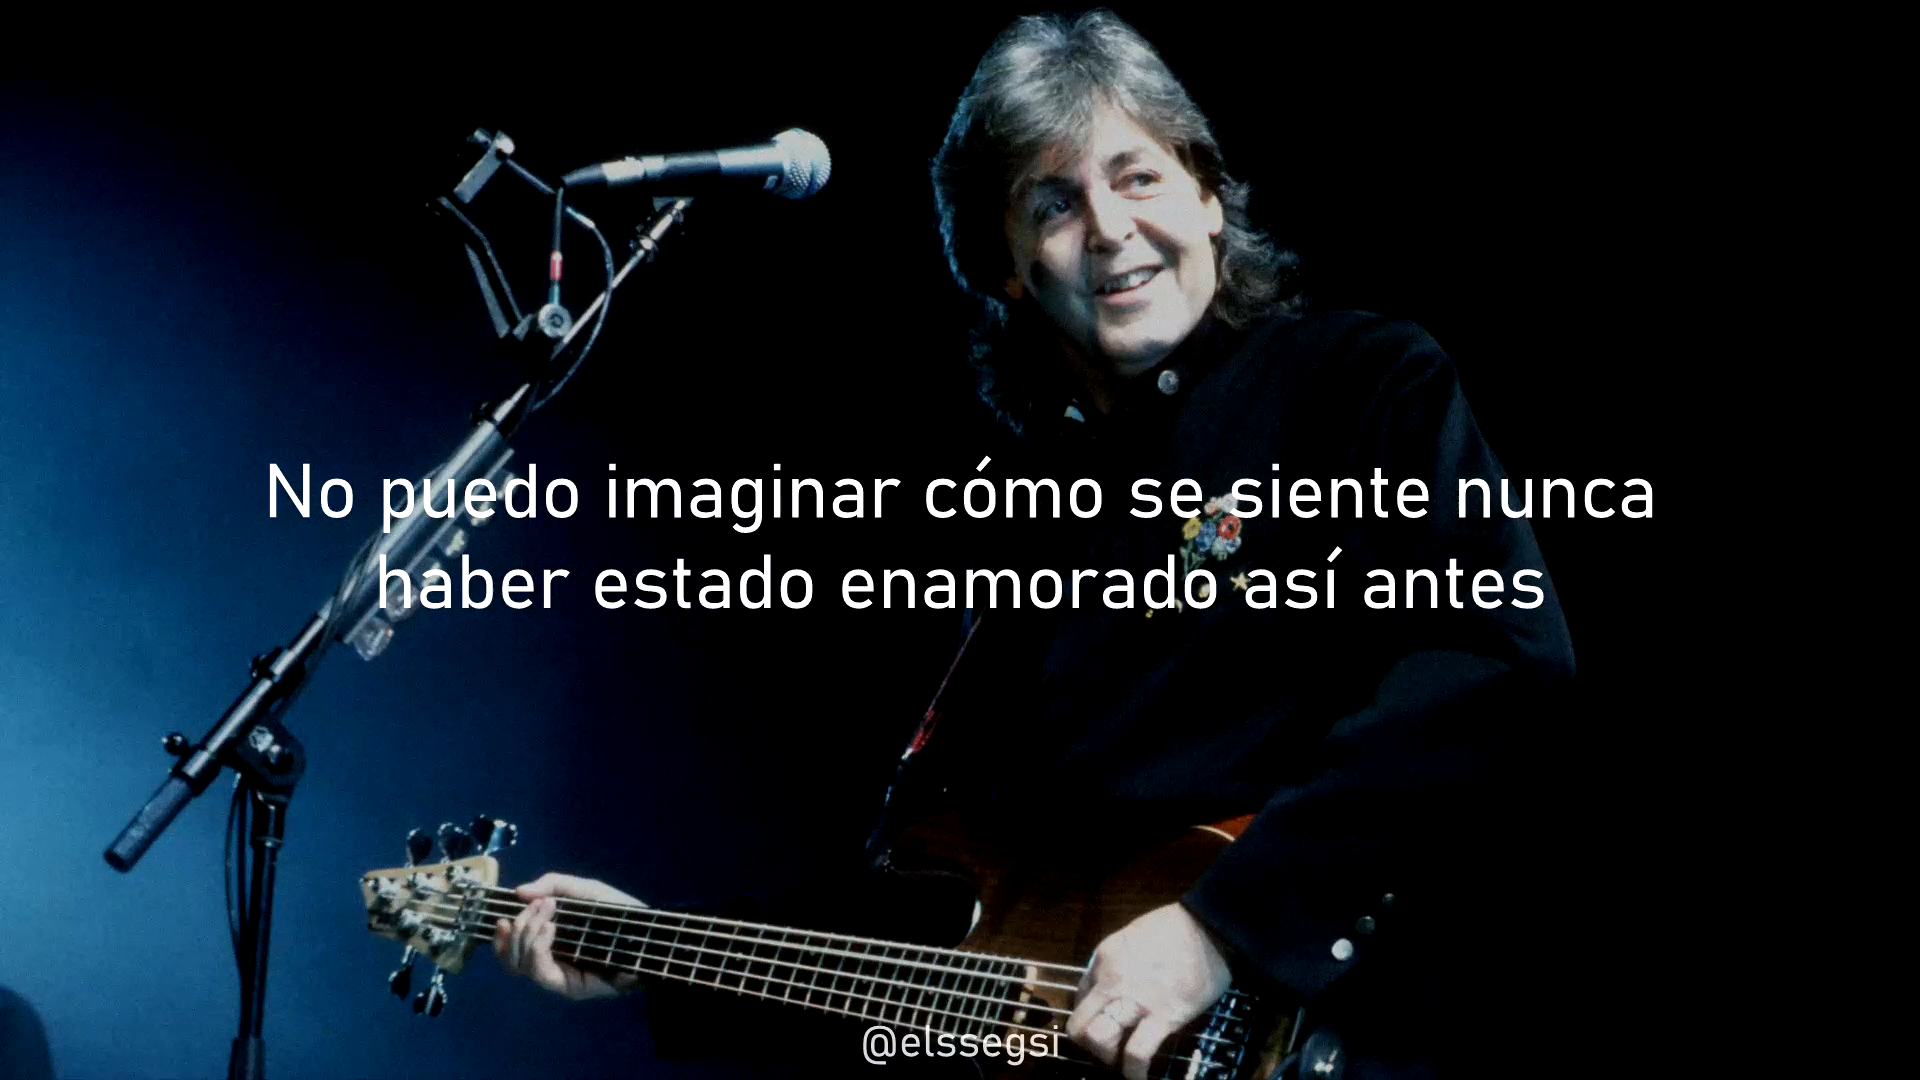 No puedo imaginar cómo se siente nunca
haber estado enamorado así antes
@elssegsi